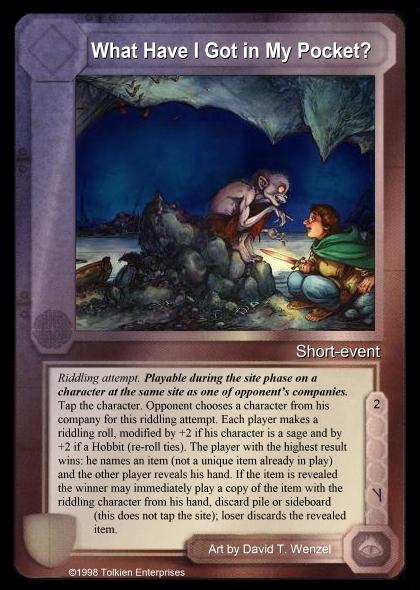 What Have I Got in My Pocket?
Short-event
Riddling attempt. Playable during the site phase on a
character at the same site as one of opponent's companies.
Tap the character. Opponent chooses a character from his
company for this riddling attempt. Each player makes a
riddling roll, modified by +2 if his character is a sage and by
+2 if a Hobbit (re-roll ties). The player with the highest result
wins: he names an item (not a unique item already in play)
and the other player reveals his hand. If the item is revealed
the winner may immediately play a copy of the item with the
riddling character from his hand, discard pile or sideboard
(this does not tap the site); loser discards the revealed
item.
2
Art by David T. Wenzel
©1998 Tolkien Enterprises